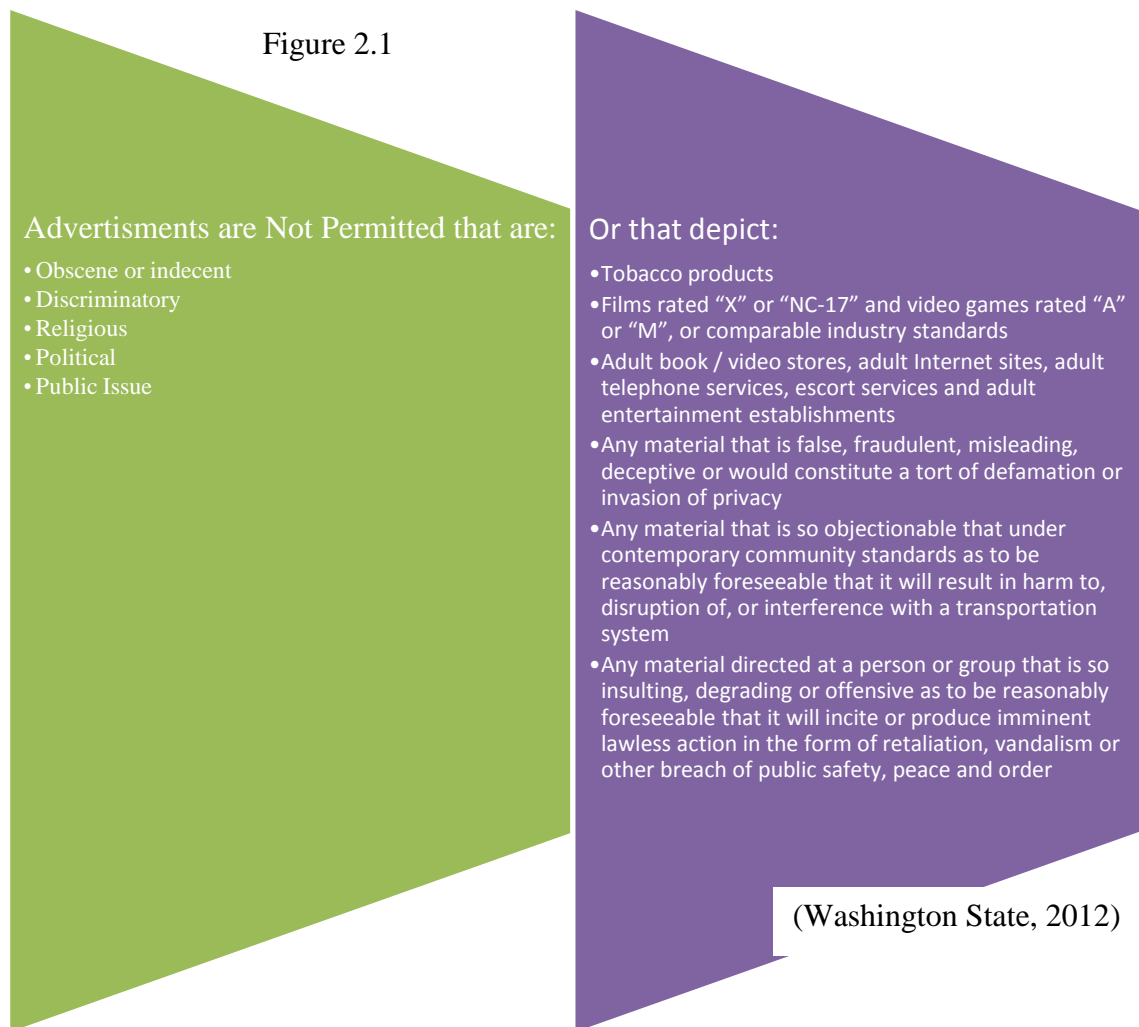 Figure 2.1
Advertisments are Not Permitted that are:
• Obscene or indecent
• Discriminatory
• Religious
• Political
• Public Issue
Or that depict:
•Tobacco products
•Films rated “X” or “NC-17” and video games rated “A”
or “M”, or comparable industry standards
•Adult book / video stores, adult Internet sites, adult
telephone services, escort services and adult
entertainment establishments
•Any material that is false, fraudulent, misleading,
deceptive or would constitute a tort of defamation or
invasion of privacy
•Any material that is so objectionable that under
contemporary community standards as to be
reasonably foreseeable that it will result in harm to,
disruption of, or interference with a transportation
system
•Any material directed at a person or group that is so
insulting, degrading or offensive as to be reasonably
foreseeable that it will incite or produce imminent
lawless action in the form of retaliation, vandalism or
other breach of public safety, peace and order
(Washington State, 2012)